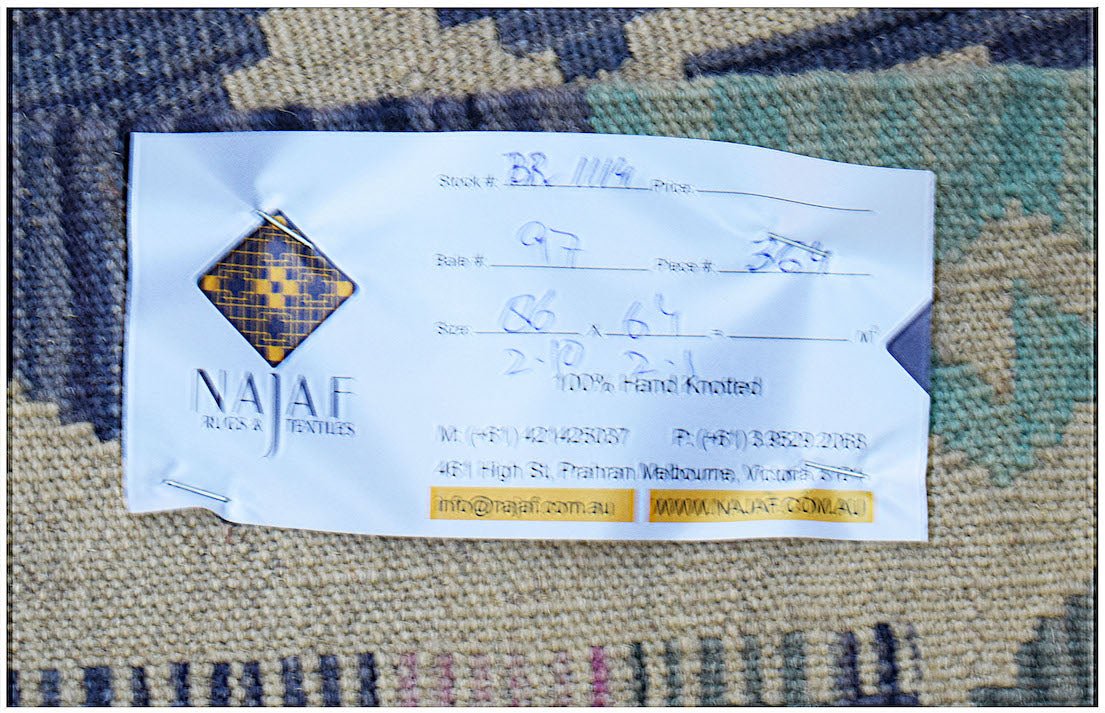 Stock #: BR 1114 Price:
Bale #: 97 Piece #: 364
Size: 86 x 64 = M²
2-10 2-1
100% Hand Knotted
NAJAF
RUGS & TEXTILES
M: (+61) 421425037 P: (+61) 3 9529 2068
461 High St, Prahran Melbourne, Victoria,
info@najaf.com.au WWW.NAJAF.COM.AU